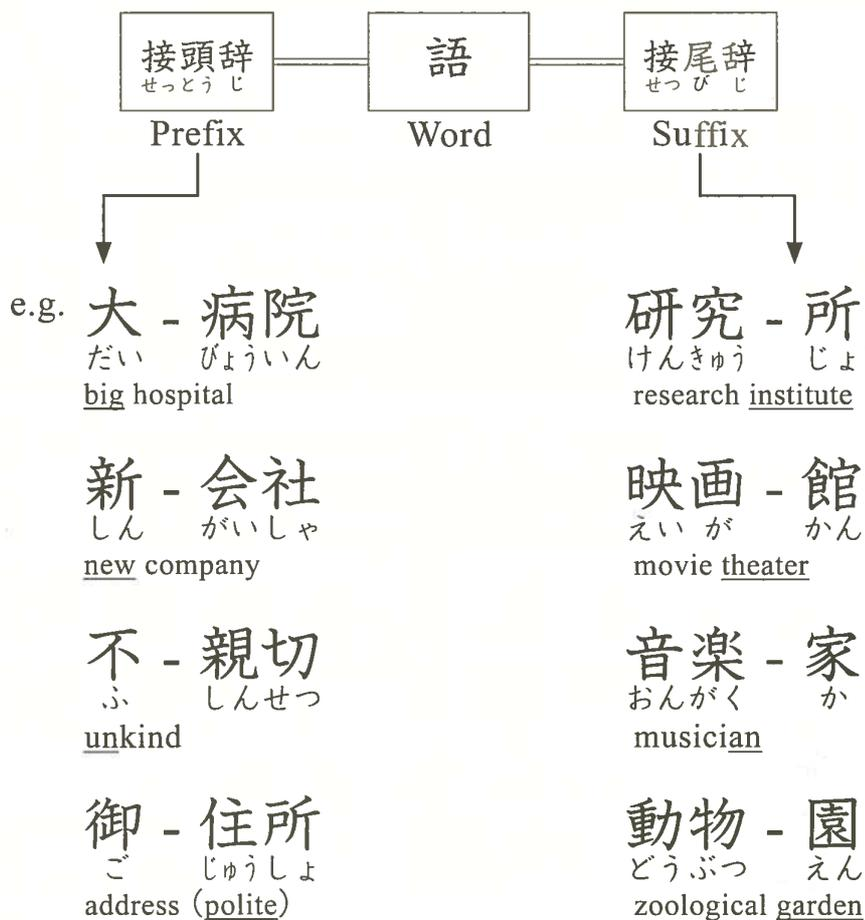 接頭辞 語 接尾辞
せっとう じ せつ び じ
Prefix Word Suffix
e.g. 大 - 病院 研究 - 所
だい びょういん けんきゅう じょ
big hospital research institute
新 - 会社 映画 - 館
しん がいしゃ えい が かん
new company movie theater
不 - 親切 音楽 - 家
ふ しんせつ おんがく か
unkind musician
御 - 住所 動物 - 園
ご じゅうしょ どうぶつ えん
address (polite) zoological garden